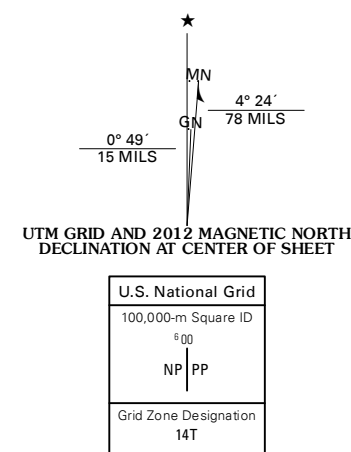 ★
MN
4° 24´
78 MILS
GN
0° 49´
15 MILS
UTM GRID AND 2012 MAGNETIC NORTH
DECLINATION AT CENTER OF SHEET
U.S. National Grid
100,000-m Square ID
⁶00
NP PP
Grid Zone Designation
14T